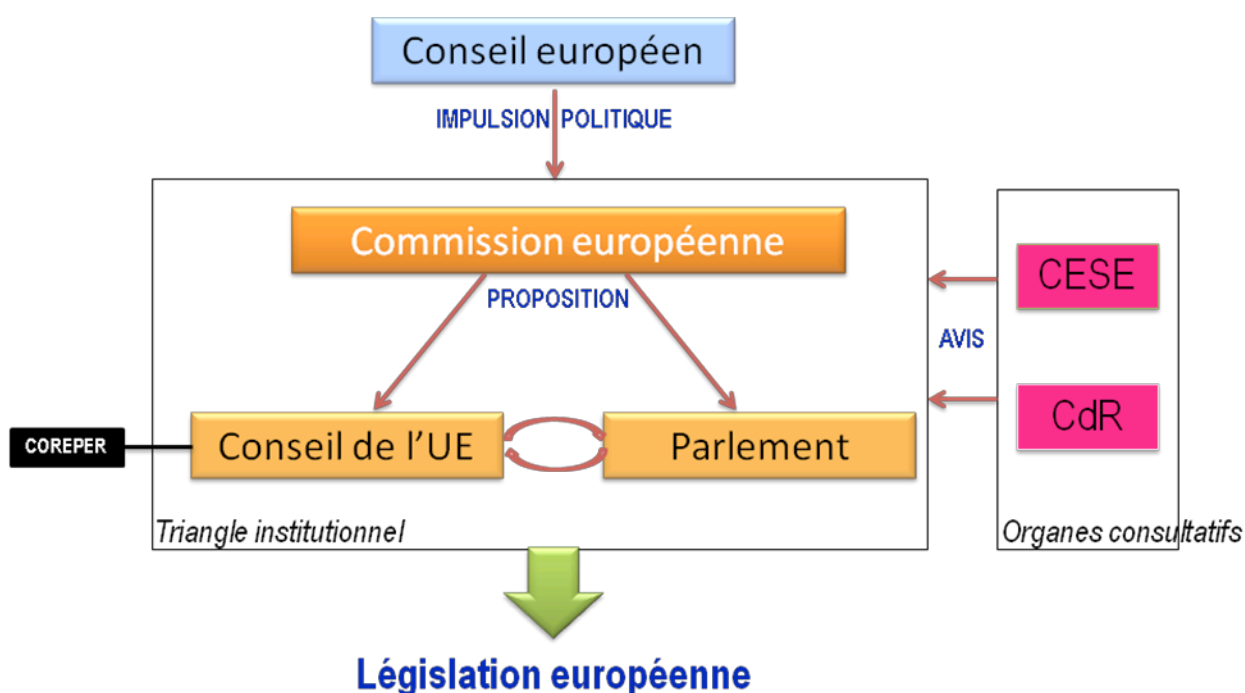 Conseil européen
IMPULSION POLITIQUE
Commission européenne
PROPOSITION
CESE
AVIS
CdR
COREPER
Conseil de l'UE
Parlement
Triangle institutionnel
Organes consultatifs
Législation européenne